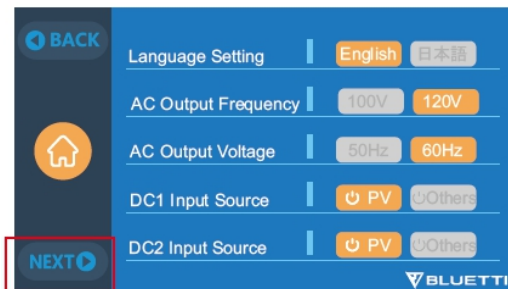 BACK
Language Setting English 日本語
AC Output Frequency 100V 120V
AC Output Voltage 50Hz 60Hz
DC1 Input Source PV Others
DC2 Input Source PV Others
NEXT
BLUETTI